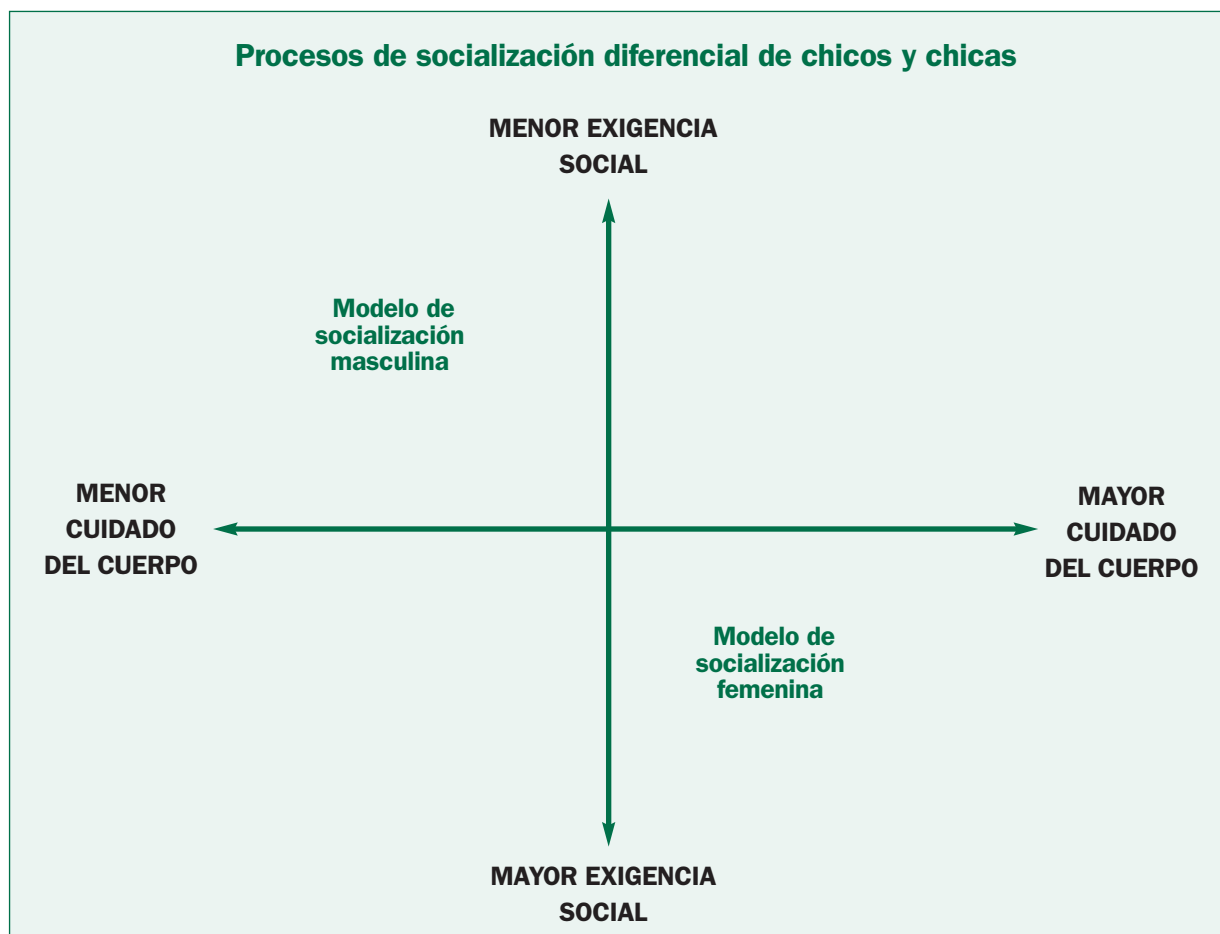 Procesos de socialización diferencial de chicos y chicas
MENOR EXIGENCIA
SOCIAL
Modelo de
socialización
masculina
MENOR
CUIDADO
DEL CUERPO
MAYOR
CUIDADO
DEL CUERPO
Modelo de
socialización
femenina
MAYOR EXIGENCIA
SOCIAL